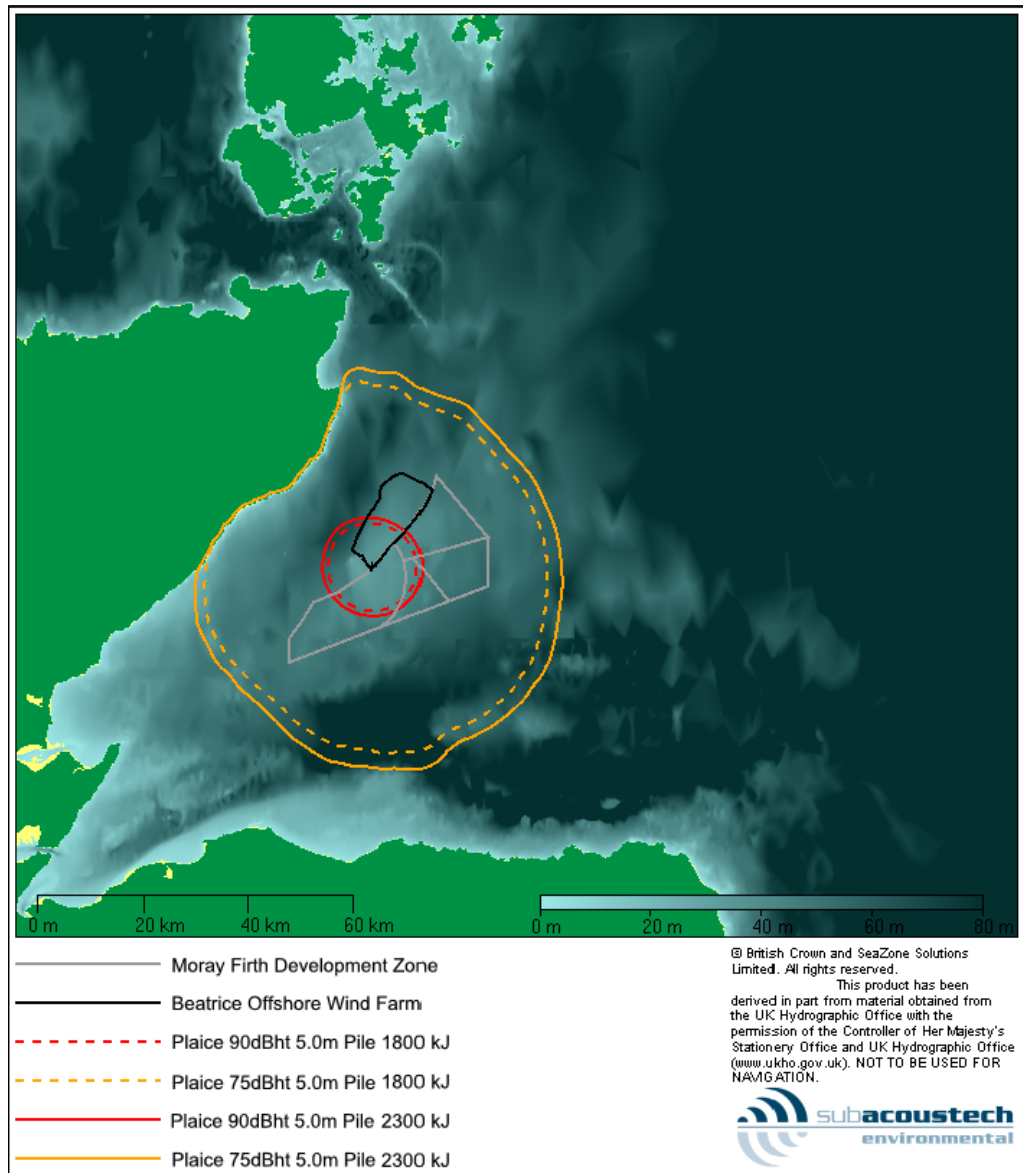 0 m 20 km 40 km 60 km
0 m 20 m 40 m 60 m 80 m
Moray Firth Development Zone
Beatrice Offshore Wind Farm
Plaice 90dBht 5.0m Pile 1800 kJ
Plaice 75dBht 5.0m Pile 1800 kJ
Plaice 90dBht 5.0m Pile 2300 kJ
Plaice 75dBht 5.0m Pile 2300 kJ
© British Crown and SeaZone Solutions
Limited. All rights reserved.
This product has been
derived in part from material obtained from
the UK Hydrographic Office with the
permission of the Controller of Her Majesty's
Stationery Office and UK Hydrographic Office
(www.ukho.gov.uk). NOT TO BE USED FOR
NAVIGATION.
subacoustech
environmental